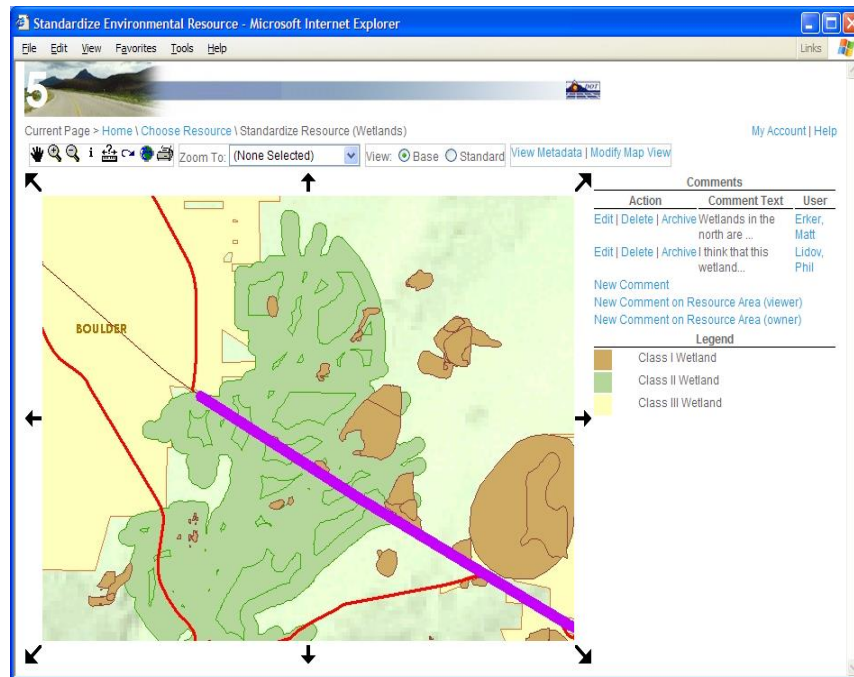 Standardize Environmental Resource - Microsoft Internet Explorer
File Edit View Favorites Tools Help Links
5
DOT
Current Page > Home \ Choose Resource \ Standardize Resource (Wetlands) My Account | Help
Zoom To: (None Selected) View: Base Standard View Metadata | Modify Map View
Comments
Action Comment Text User
Edit | Delete | Archive Wetlands in the north are ... Erker, Matt
Edit | Delete | Archive I think that this wetland... Lidov, Phil
New Comment
New Comment on Resource Area (viewer)
New Comment on Resource Area (owner)
Legend
Class I Wetland
Class II Wetland
Class III Wetland
BOULDER